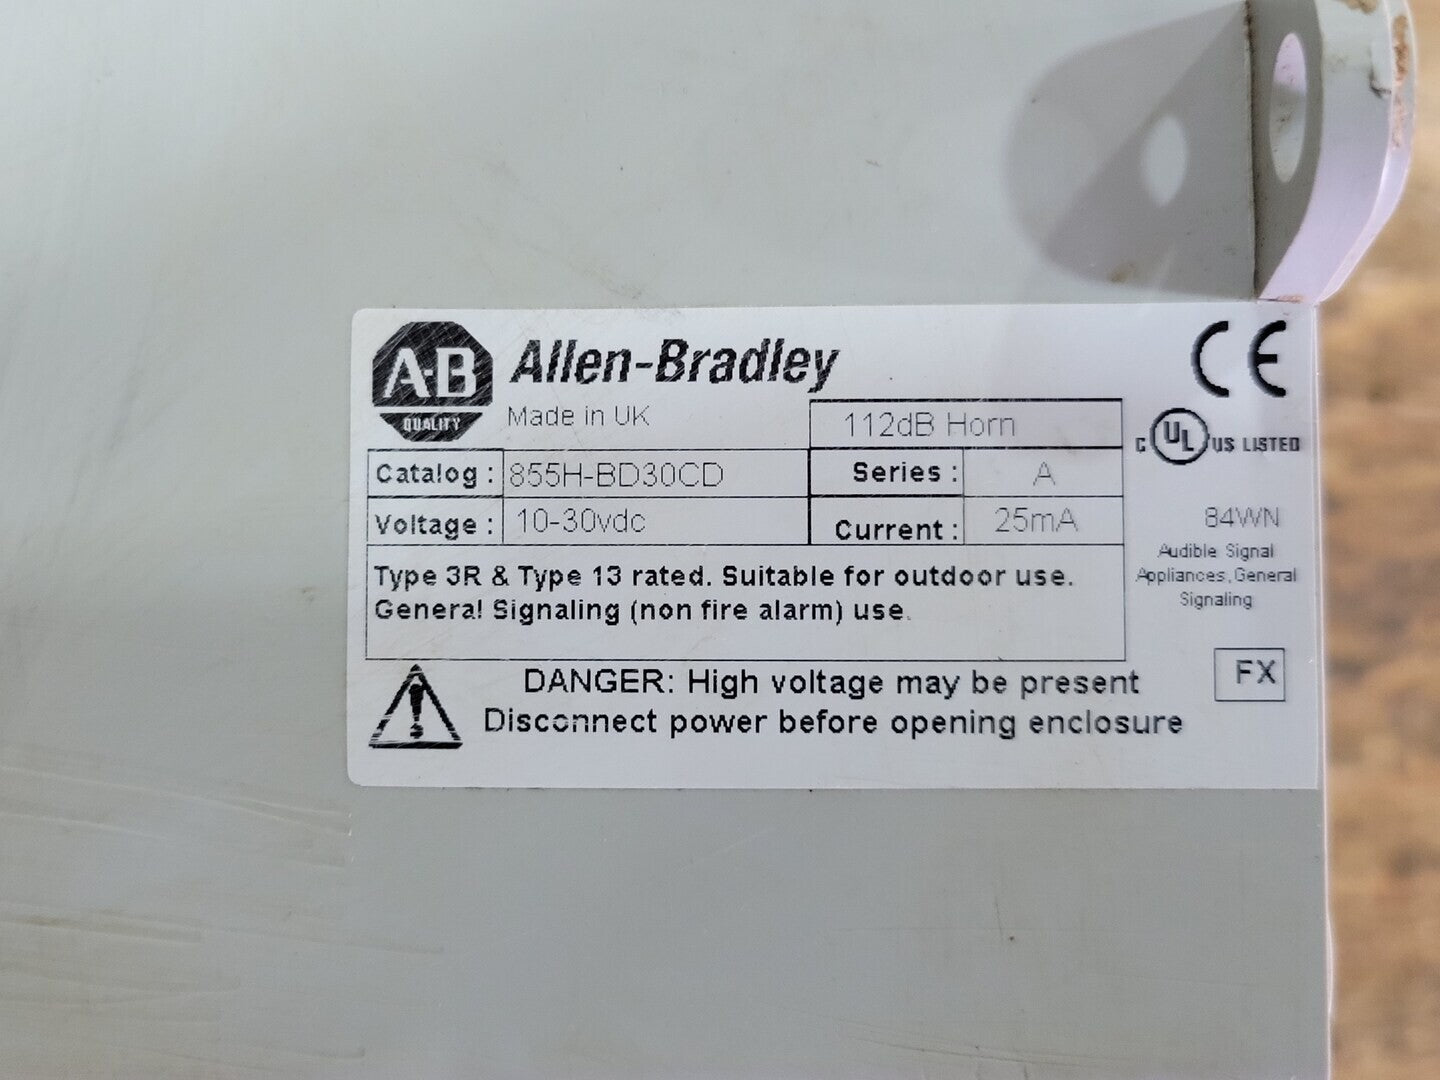 A-B
QUALITY
Allen-Bradley
Made in UK
112dB Horn
CE
C UL US LISTED
Catalog : 855H-BD30CD
Series : A
Voltage : 10-30vdc
Current : 25mA
84WN
Audible Signal
Appliances, General
Signaling
Type 3R & Type 13 rated. Suitable for outdoor use.
General Signaling (non fire alarm) use.
FX
DANGER: High voltage may be present
Disconnect power before opening enclosure